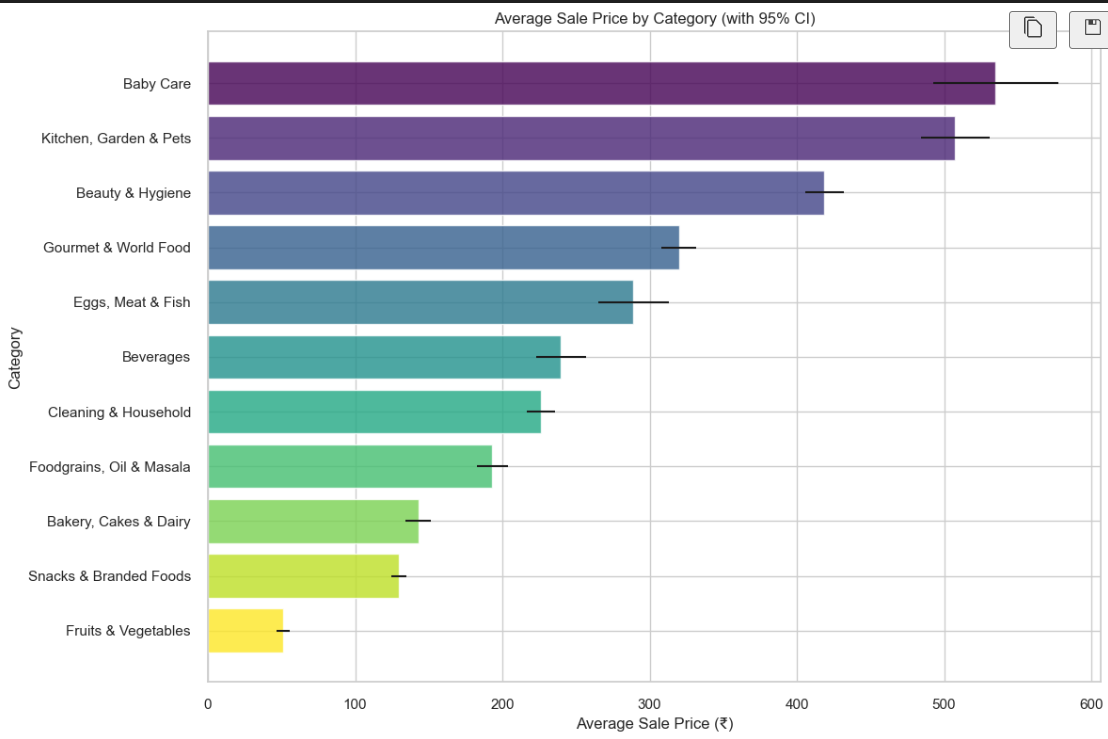 Average Sale Price by Category (with 95% CI)
Baby Care
Kitchen, Garden & Pets
Beauty & Hygiene
Gourmet & World Food
Eggs, Meat & Fish
Beverages
Cleaning & Household
Foodgrains, Oil & Masala
Bakery, Cakes & Dairy
Snacks & Branded Foods
Fruits & Vegetables
Category
0 100 200 300 400 500 600
Average Sale Price (₹)